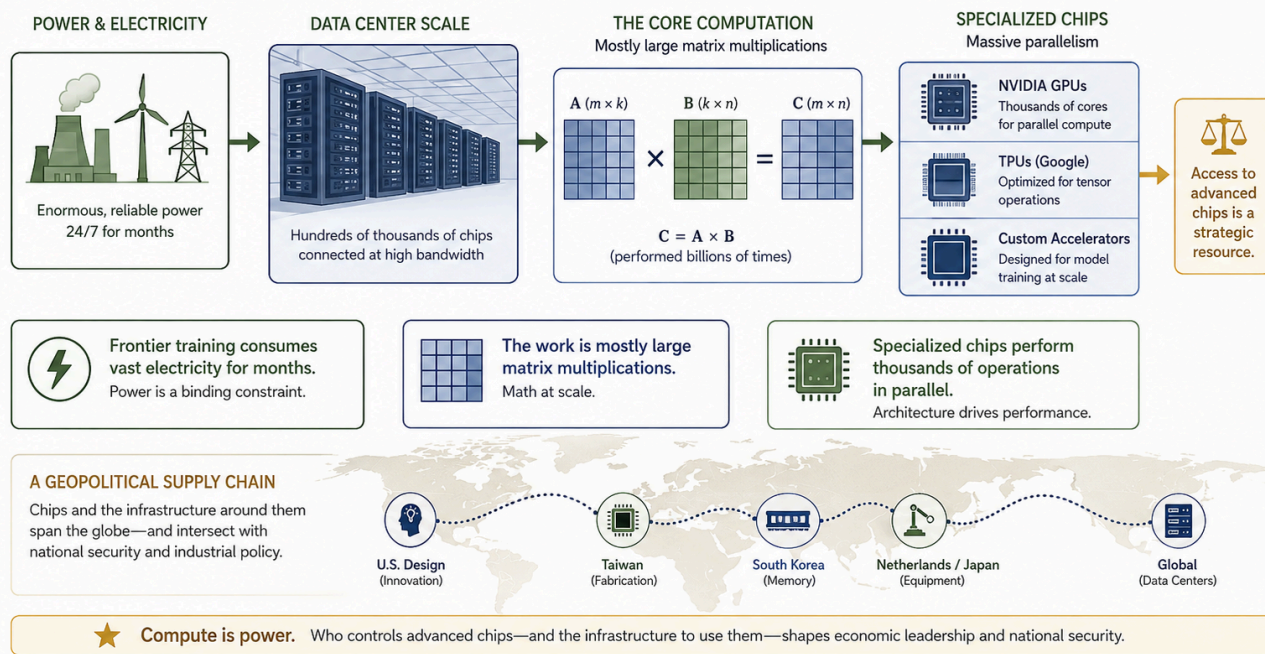 POWER & ELECTRICITY
Enormous, reliable power
24/7 for months
DATA CENTER SCALE
Hundreds of thousands of chips
connected at high bandwidth
THE CORE COMPUTATION
Mostly large matrix multiplications
A (m × k)
B (k × n)
C (m × n)
×
=
C = A × B
(performed billions of times)
SPECIALIZED CHIPS
Massive parallelism
NVIDIA GPUs
Thousands of cores
for parallel compute
TPUs (Google)
Optimized for tensor
operations
Custom Accelerators
Designed for model
training at scale
Access to
advanced
chips is a
strategic
resource.
Frontier training consumes
vast electricity for months.
Power is a binding constraint.
The work is mostly large
matrix multiplications.
Math at scale.
Specialized chips perform
thousands of operations
in parallel.
Architecture drives performance.
A GEOPOLITICAL SUPPLY CHAIN
Chips and the infrastructure around them
span the globe—and intersect with
national security and industrial policy.
U.S. Design
(Innovation)
Taiwan
(Fabrication)
South Korea
(Memory)
Netherlands / Japan
(Equipment)
Global
(Data Centers)
Compute is power. Who controls advanced chips—and the infrastructure to use them—shapes economic leadership and national security.